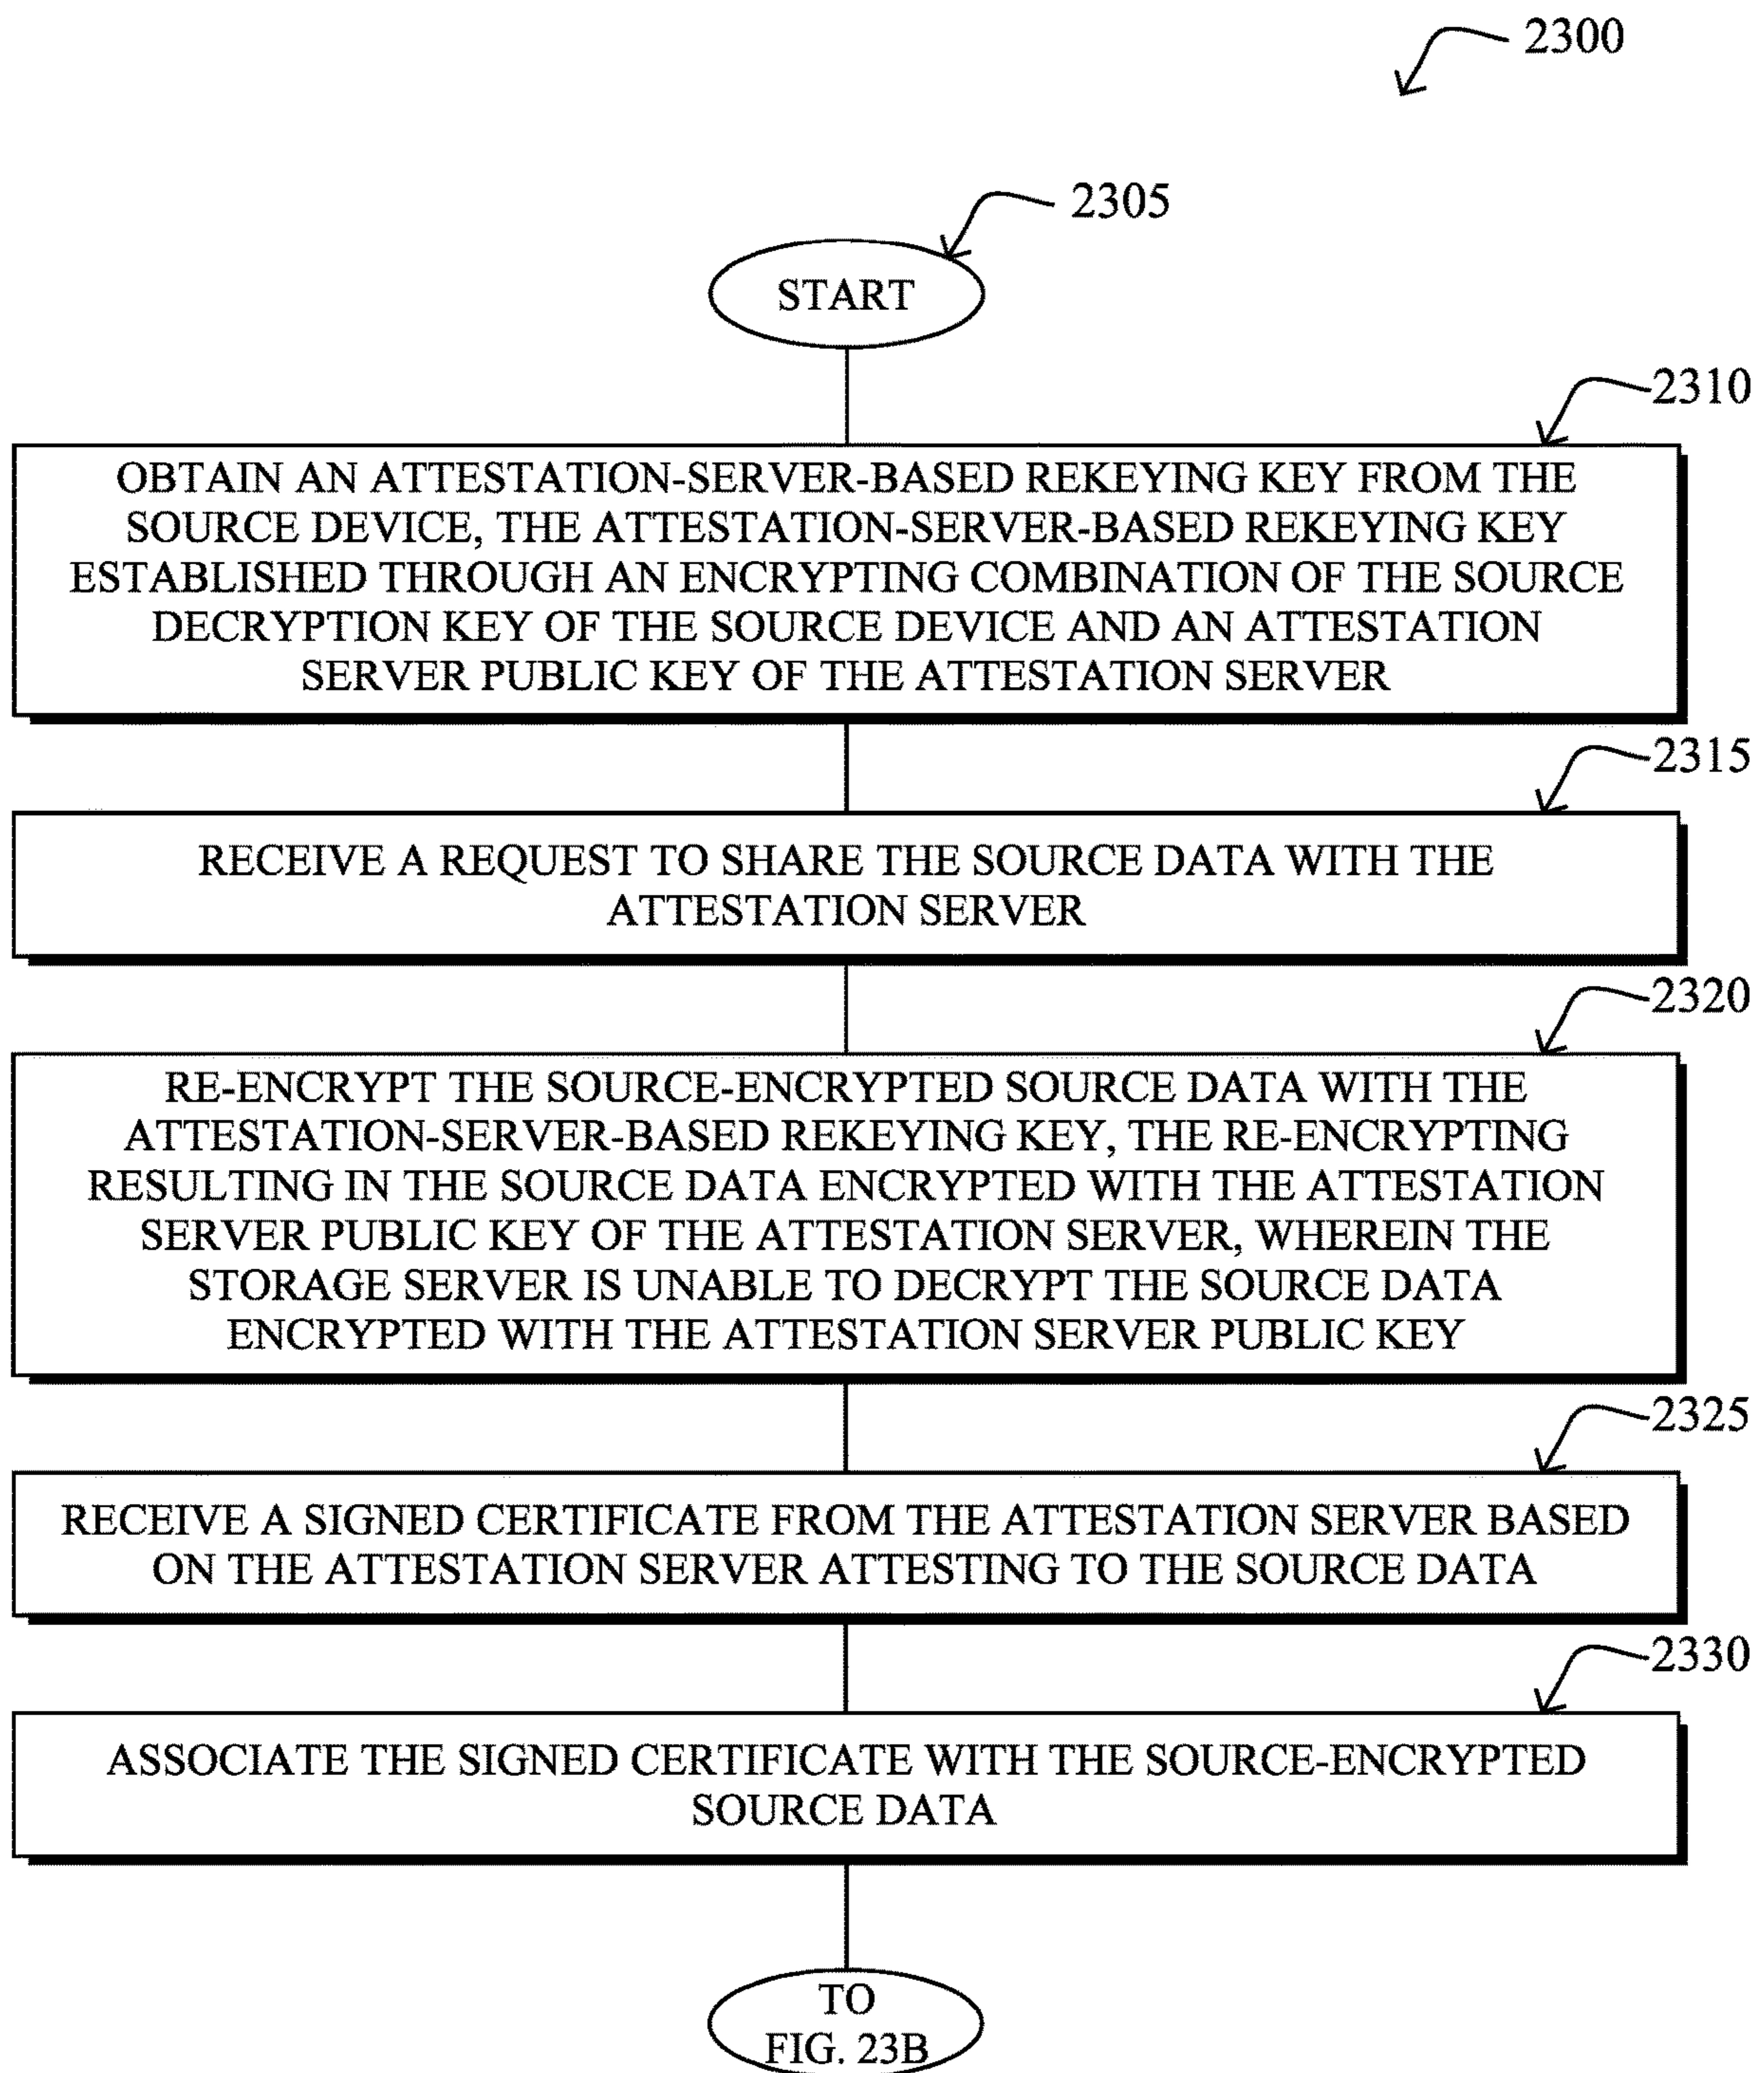 2300
2305
START
2310
OBTAIN AN ATTESTATION-SERVER-BASED REKEYING KEY FROM THE
SOURCE DEVICE, THE ATTESTATION-SERVER-BASED REKEYING KEY
ESTABLISHED THROUGH AN ENCRYPTING COMBINATION OF THE SOURCE
DECRYPTION KEY OF THE SOURCE DEVICE AND AN ATTESTATION
SERVER PUBLIC KEY OF THE ATTESTATION SERVER
2315
RECEIVE A REQUEST TO SHARE THE SOURCE DATA WITH THE
ATTESTATION SERVER
2320
RE-ENCRYPT THE SOURCE-ENCRYPTED SOURCE DATA WITH THE
ATTESTATION-SERVER-BASED REKEYING KEY, THE RE-ENCRYPTING
RESULTING IN THE SOURCE DATA ENCRYPTED WITH THE ATTESTATION
SERVER PUBLIC KEY OF THE ATTESTATION SERVER, WHEREIN THE
STORAGE SERVER IS UNABLE TO DECRYPT THE SOURCE DATA
ENCRYPTED WITH THE ATTESTATION SERVER PUBLIC KEY
2325
RECEIVE A SIGNED CERTIFICATE FROM THE ATTESTATION SERVER BASED
ON THE ATTESTATION SERVER ATTESTING TO THE SOURCE DATA
2330
ASSOCIATE THE SIGNED CERTIFICATE WITH THE SOURCE-ENCRYPTED
SOURCE DATA
TO
FIG. 23B